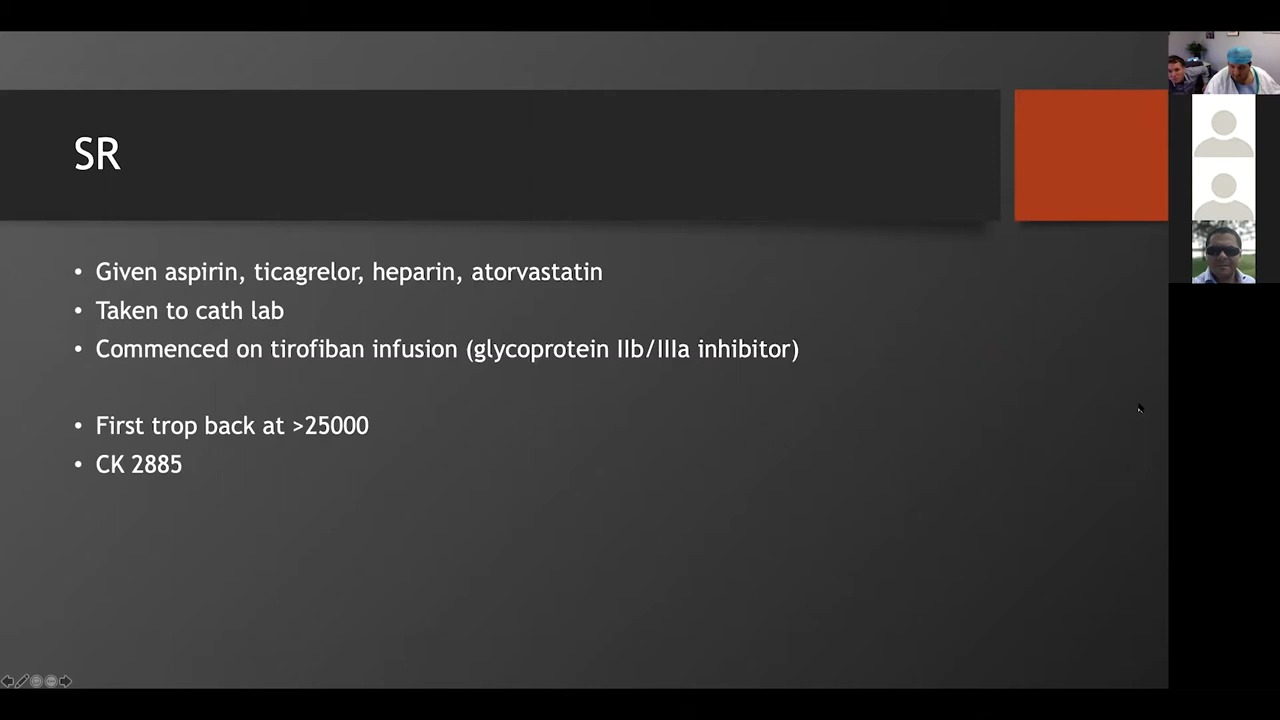 SR
• Given aspirin, ticagrelor, heparin, atorvastatin
• Taken to cath lab
• Commenced on tirofiban infusion (glycoprotein IIb/IIIa inhibitor)
• First trop back at >25000
• CK 2885